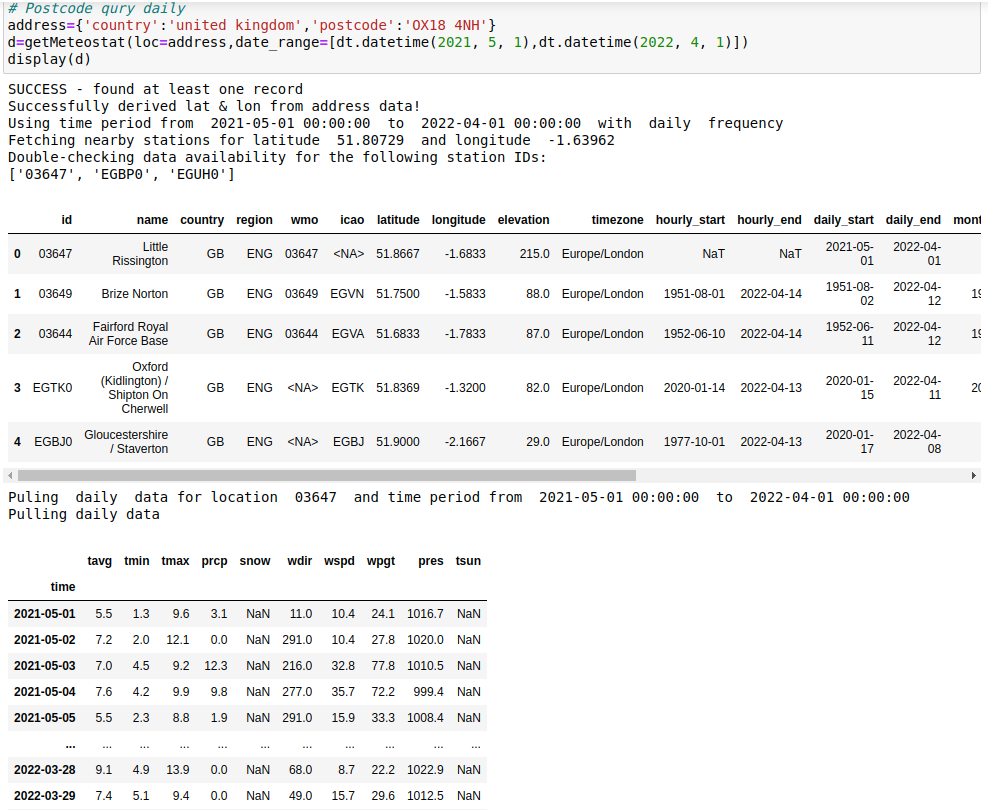 # Postcode qury daily
address={'country':'united kingdom','postcode':'OX18 4NH'}
d=getMeteostat(loc=address,date_range=[dt.datetime(2021, 5, 1),dt.datetime(2022, 4, 1)])
display(d)
SUCCESS - found at least one record
Successfully derived lat & lon from address data!
Using time period from  2021-05-01 00:00:00  to  2022-04-01 00:00:00  with  daily  frequency
Fetching nearby stations for latitude  51.80729  and longitude  -1.63962
Double-checking data availability for the following station IDs:
['03647', 'EGBP0', 'EGUH0']
id name country region wmo icao latitude longitude elevation timezone hourly_start hourly_end daily_start daily_end mont
0 03647 Little Rissington GB ENG 03647 <NA> 51.8667 -1.6833 215.0 Europe/London NaT NaT 2021-05-01 2022-04-01
1 03649 Brize Norton GB ENG 03649 EGVN 51.7500 -1.5833 88.0 Europe/London 1951-08-01 2022-04-14 1951-08-02 2022-04-12 19
2 03644 Fairford Royal Air Force Base GB ENG 03644 EGVA 51.6833 -1.7833 87.0 Europe/London 1952-06-10 2022-04-14 1952-06-11 2022-04-12 19
3 EGTK0 Oxford (Kidlington) / Shipton On Cherwell GB ENG <NA> EGTK 51.8369 -1.3200 82.0 Europe/London 2020-01-14 2022-04-13 2020-01-15 2022-04-11 20
4 EGBJ0 Gloucestershire / Staverton GB ENG <NA> EGBJ 51.9000 -2.1667 29.0 Europe/London 1977-10-01 2022-04-13 2020-01-17 2022-04-08
Puling  daily  data for location  03647  and time period from  2021-05-01 00:00:00  to  2022-04-01 00:00:00
Pulling daily data
tavg tmin tmax prcp snow wdir wspd wpgt pres tsun
time
2021-05-01 5.5 1.3 9.6 3.1 NaN 11.0 10.4 24.1 1016.7 NaN
2021-05-02 7.2 2.0 12.1 0.0 NaN 291.0 10.4 27.8 1020.0 NaN
2021-05-03 7.0 4.5 9.2 12.3 NaN 216.0 32.8 77.8 1010.5 NaN
2021-05-04 7.6 4.2 9.9 9.8 NaN 277.0 35.7 72.2 999.4 NaN
2021-05-05 5.5 2.3 8.8 1.9 NaN 291.0 15.9 33.3 1008.4 NaN
... ... ... ... ... ... ... ... ... ... ...
2022-03-28 9.1 4.9 13.9 0.0 NaN 68.0 8.7 22.2 1022.9 NaN
2022-03-29 7.4 5.1 9.4 0.0 NaN 49.0 15.7 29.6 1012.5 NaN